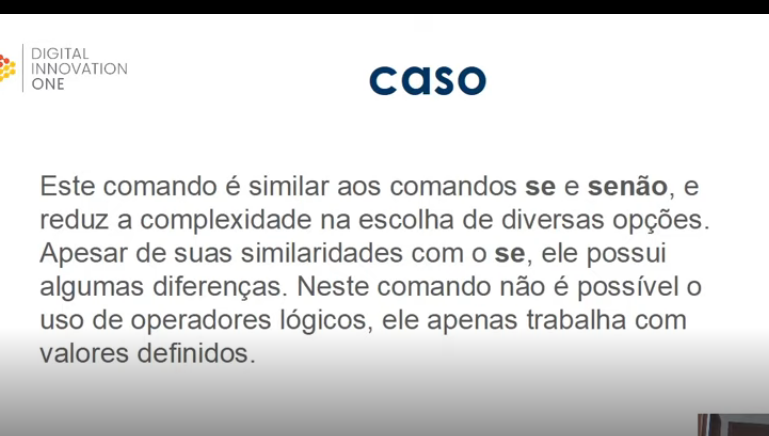 DIGITAL
INNOVATION
ONE
caso
Este comando é similar aos comandos se e senão, e
reduz a complexidade na escolha de diversas opções.
Apesar de suas similaridades com o se, ele possui
algumas diferenças. Neste comando não é possível o
uso de operadores lógicos, ele apenas trabalha com
valores definidos.